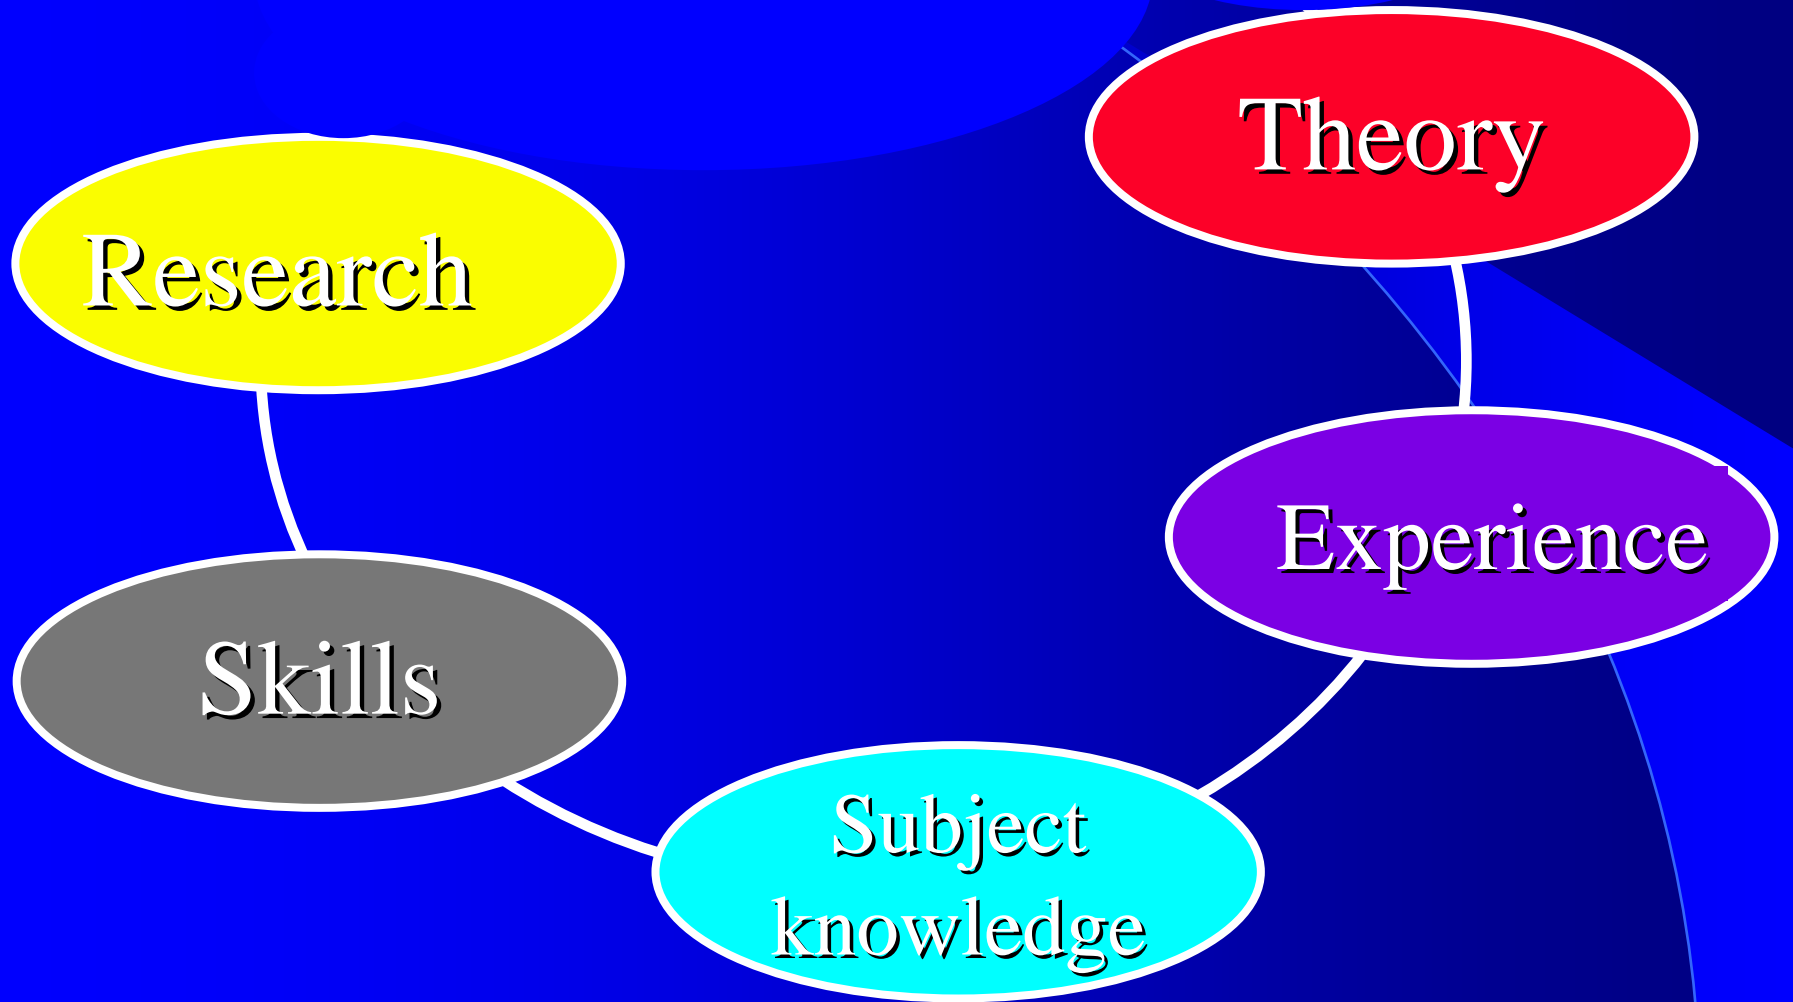 Theory
Research
Experience
Skills
Subject
knowledge